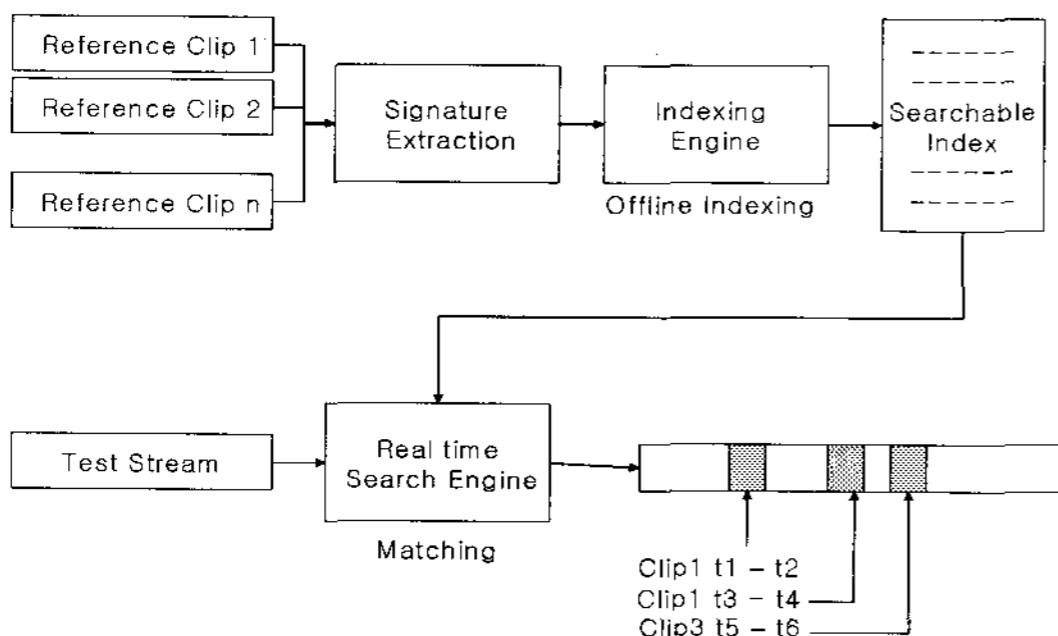 Reference Clip 1
Reference Clip 2
Reference Clip n
Signature
Extraction
Indexing
Engine
Offline Indexing
Searchable
Index
Test Stream
Real time
Search Engine
Matching
Clip1 t1 - t2
Clip1 t3 - t4
Clip3 t5 - t6